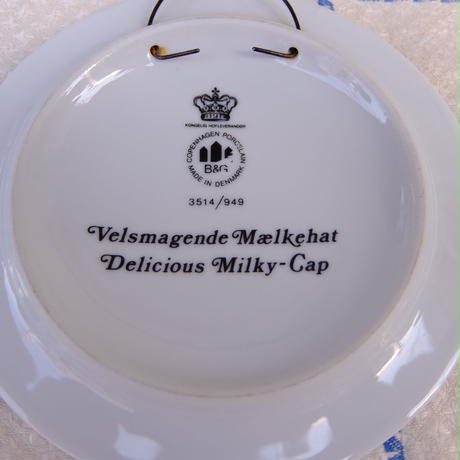 KONGELIG HOFLEVERANDØR
COPENHAGEN PORCELAIN
B&G
MADE IN DENMARK
3514/949
Velsmagende Mælkehat
Delicious Milky-Cap